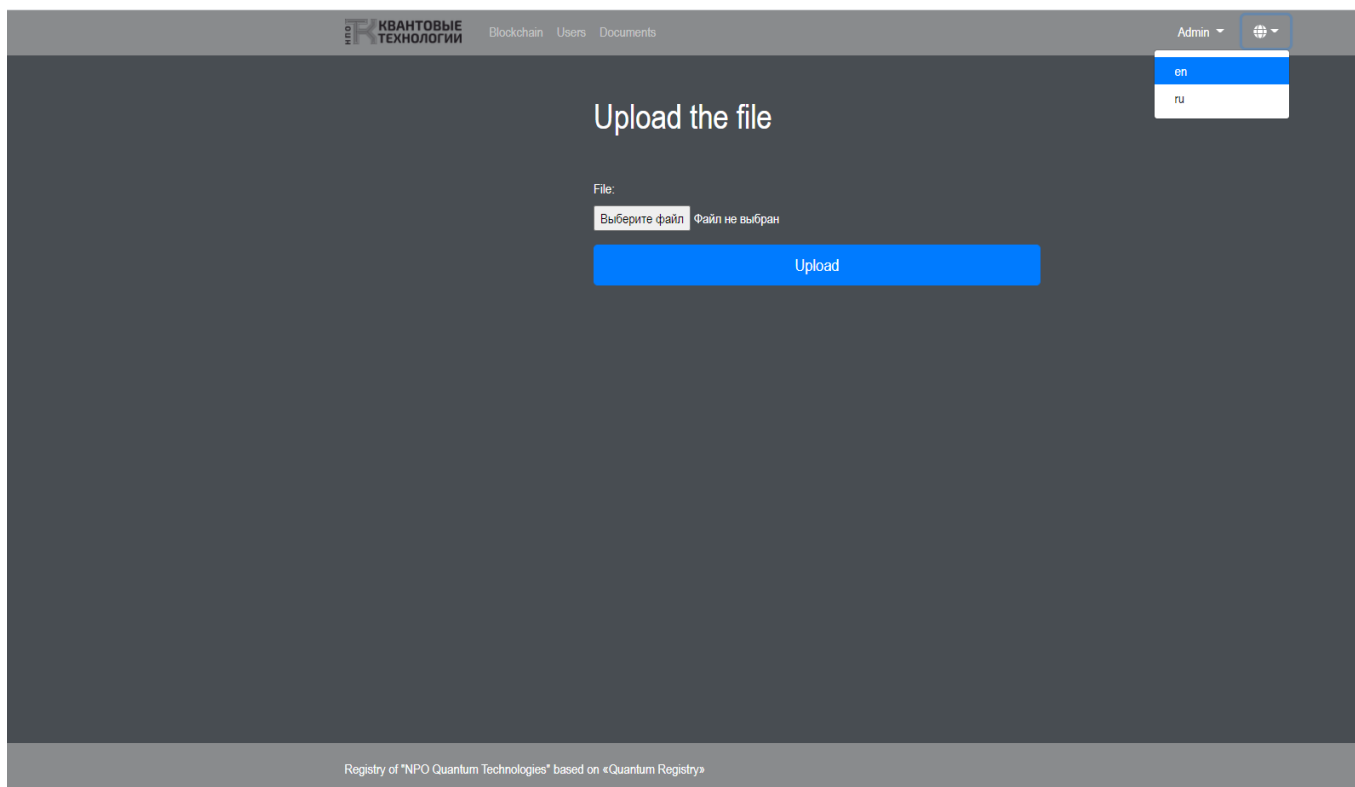 НПО КВАНТОВЫЕ ТЕХНОЛОГИИ
Blockchain Users Documents
Admin
en
ru
Upload the file
File:
Выберите файл Файл не выбран
Upload
Registry of "NPO Quantum Technologies" based on «Quantum Registry»